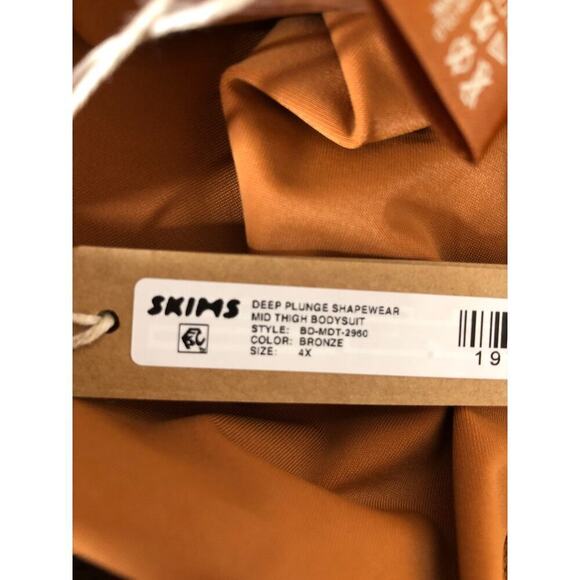 SKIMS
DEEP PLUNGE SHAPEWEAR
MID THIGH BODYSUIT
STYLE: BD-MDT-2960
COLOR: BRONZE
SIZE: 4X
19